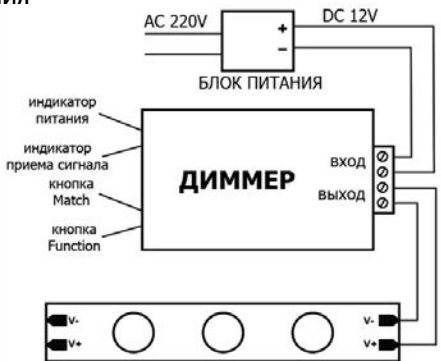 AC 220V
DC 12V
+
–
БЛОК ПИТАНИЯ
индикатор
питания
индикатор
приема сигнала
кнопка
Match
кнопка
Function
ДИММЕР
ВХОД
ВЫХОД
V-
V+
V-
V+